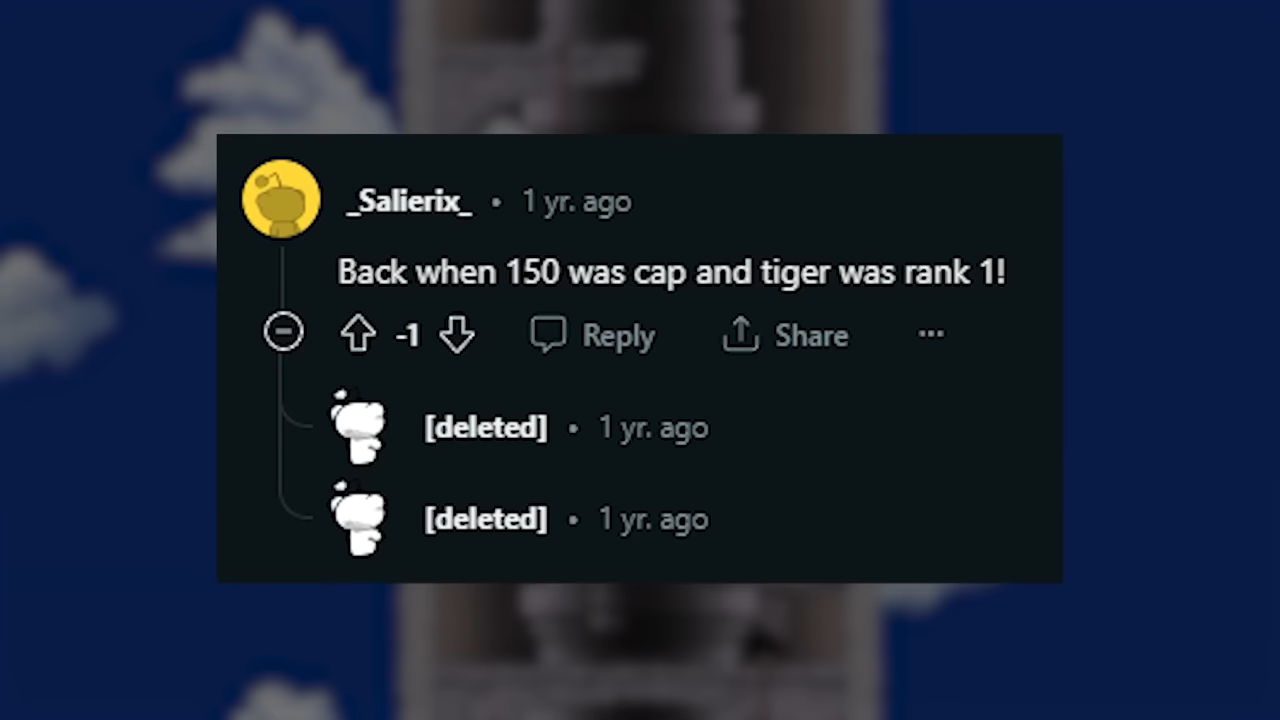 _Salierix_ • 1 yr. ago
Back when 150 was cap and tiger was rank 1!
-1 Reply Share ...
[deleted] • 1 yr. ago
[deleted] • 1 yr. ago